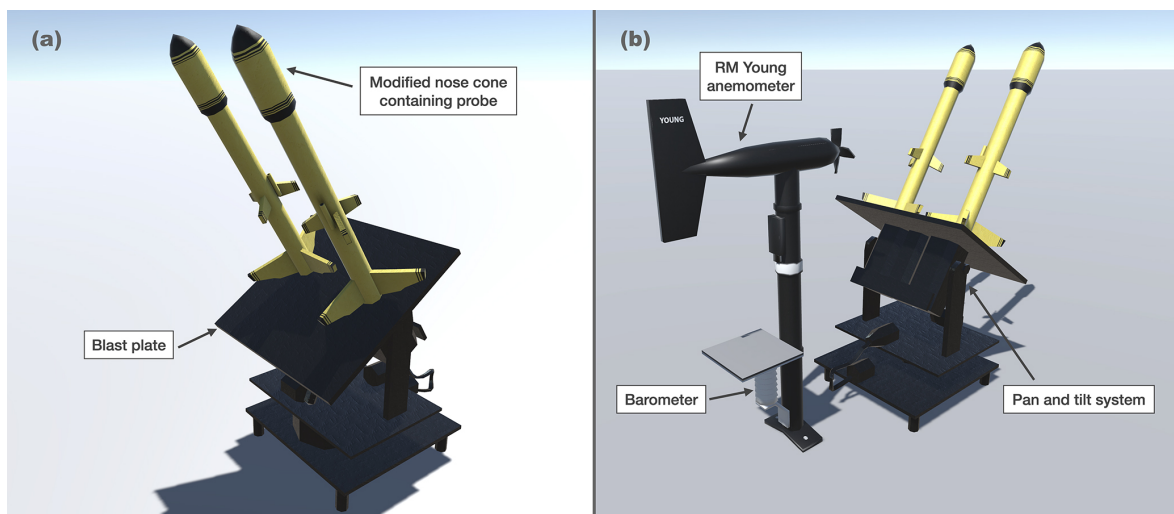 (a)
Modified nose cone
containing probe
Blast plate
(b)
RM Young
anemometer
YOUNG
Barometer
Pan and tilt system